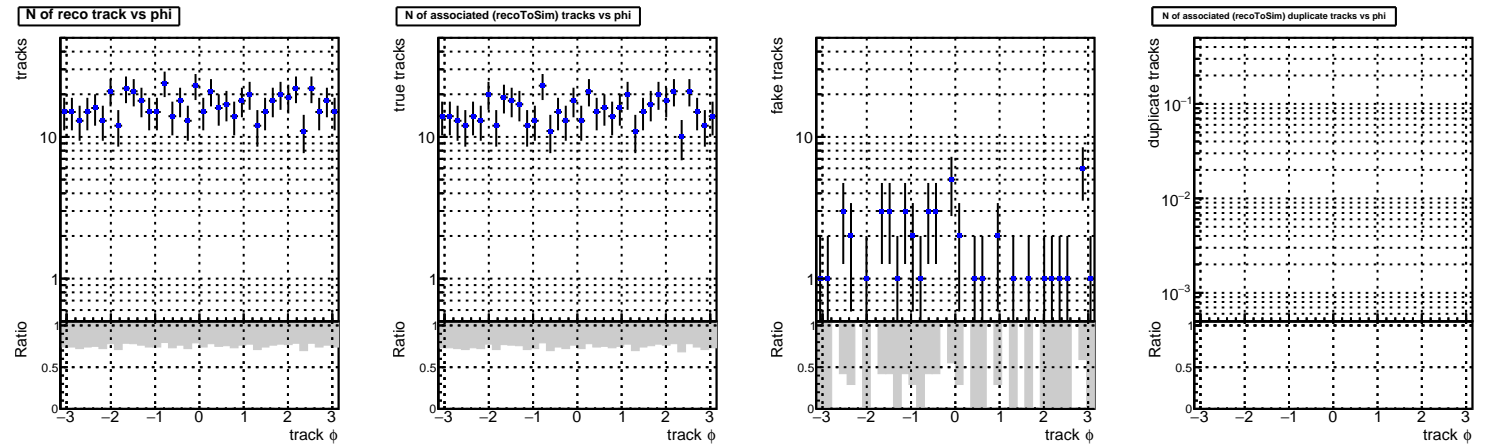 N of reco track vs phi
tracks
10
1
Ratio
1
0.5
0
−3 −2 −1 0 1 2 3
track ϕ
N of associated (recoToSim) tracks vs phi
true tracks
10
1
Ratio
1
0.5
0
−3 −2 −1 0 1 2 3
track ϕ
fake tracks
10
1
Ratio
1
0.5
0
−3 −2 −1 0 1 2 3
track ϕ
N of associated (recoToSim) duplicate tracks vs phi
duplicate tracks
10−1
10−2
10−3
Ratio
1
0.5
0
−3 −2 −1 0 1 2 3
track ϕ